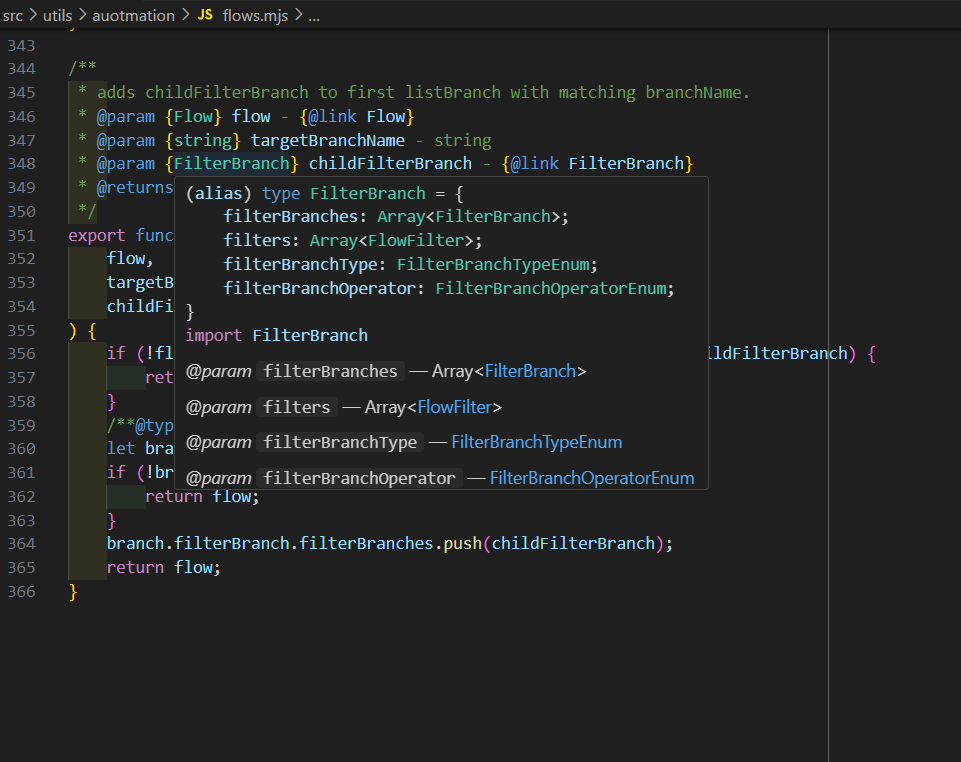 src > utils > auotmation > JS flows.mjs > ...
343
344 /**
345 * adds childFilterBranch to first listBranch with matching branchName.
346 * @param {Flow} flow - {@link Flow}
347 * @param {string} targetBranchName - string
348 * @param {FilterBranch} childFilterBranch - {@link FilterBranch}
349 * @returns
(alias) type FilterBranch = {
350 */
filterBranches: Array<FilterBranch>;
351 export func
filters: Array<FlowFilter>;
352 flow,
filterBranchType: FilterBranchTypeEnum;
353 targetB
filterBranchOperator: FilterBranchOperatorEnum;
354 childFi
}
355 ) {
import FilterBranch
356 if (!fl ildFilterBranch) {
@param filterBranches — Array<FilterBranch>
357 ret
358 }
@param filters — Array<FlowFilter>
359 /**@typ
360 let bra
@param filterBranchType — FilterBranchTypeEnum
361 if (!br
@param filterBranchOperator — FilterBranchOperatorEnum
362 return flow;
363 }
364 branch.filterBranch.filterBranches.push(childFilterBranch);
365 return flow;
366 }